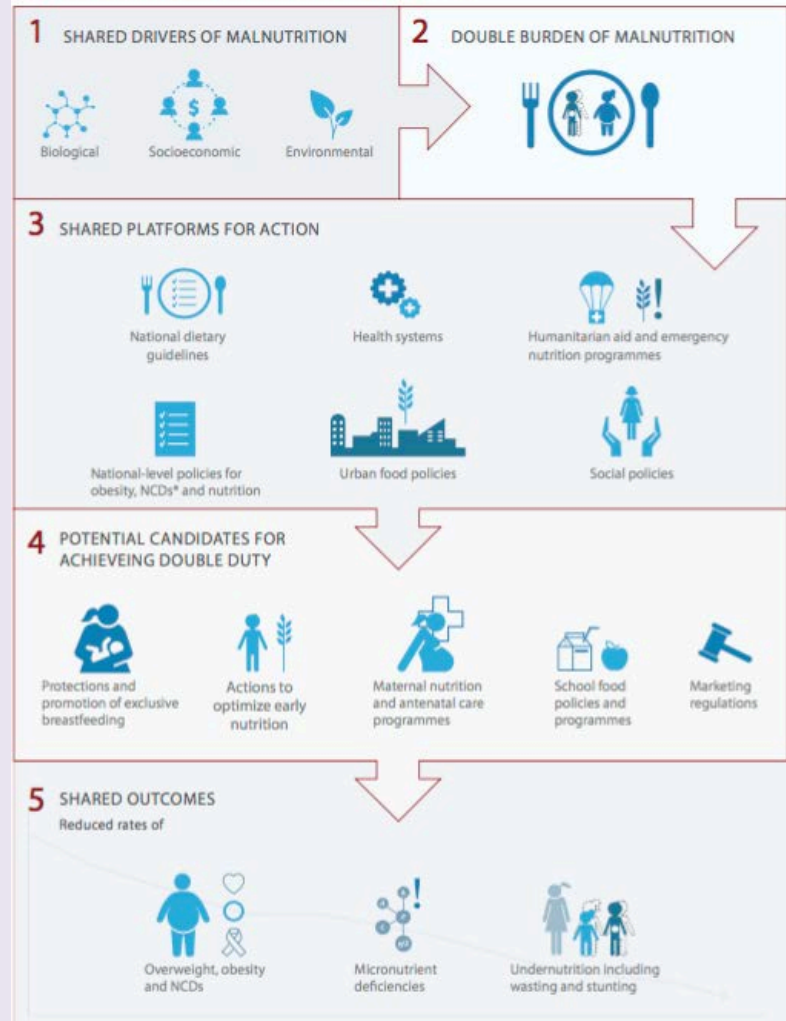 1 SHARED DRIVERS OF MALNUTRITION
Biological
Socioeconomic
Environmental
2 DOUBLE BURDEN OF MALNUTRITION
3 SHARED PLATFORMS FOR ACTION
National dietary
guidelines
Health systems
Humanitarian aid and emergency
nutrition programmes
National-level policies for
obesity, NCDs* and nutrition
Urban food policies
Social policies
4 POTENTIAL CANDIDATES FOR
ACHIEVEING DOUBLE DUTY
Protections and
promotion of exclusive
breastfeeding
Actions to
optimize early
nutrition
Maternal nutrition
and antenatal care
programmes
School food
policies and
programmes
Marketing
regulations
5 SHARED OUTCOMES
Reduced rates of
Overweight, obesity
and NCDs
Micronutrient
deficiencies
Undernutrition including
wasting and stunting